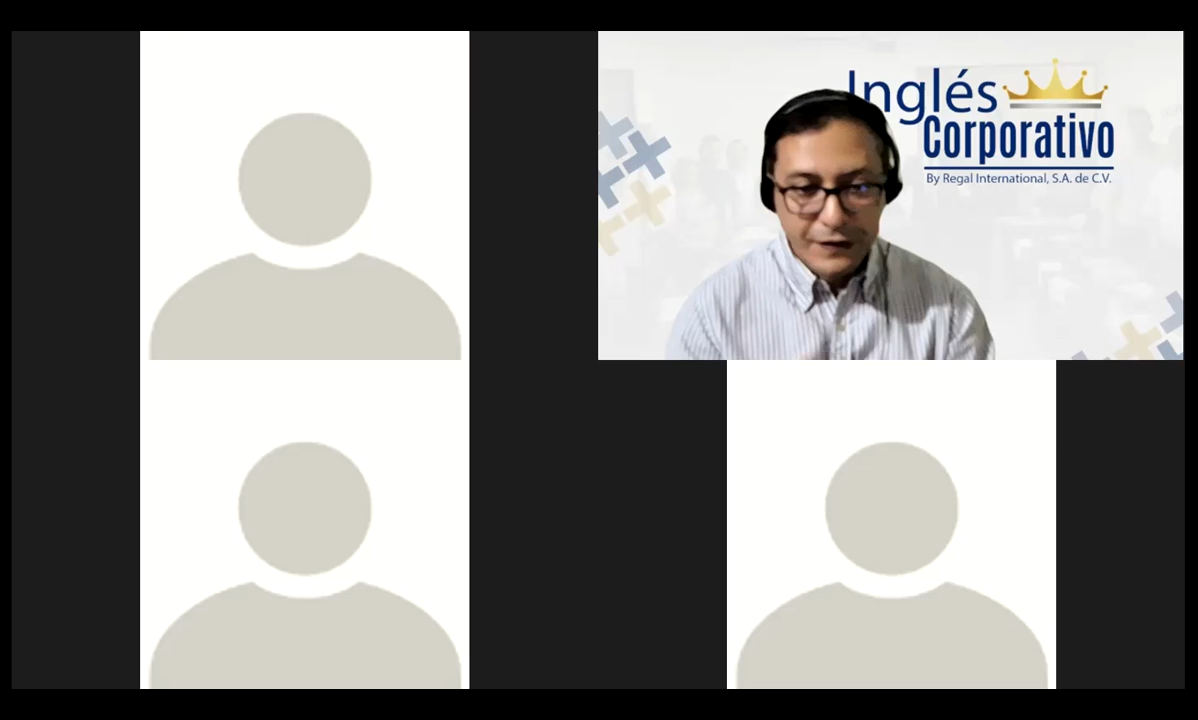 Inglés
Corporativo
By Regal International, S.A. de C.V.